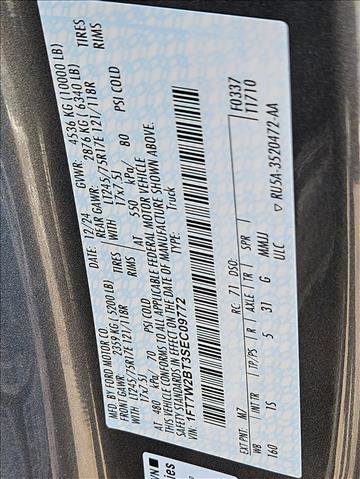 MFD. BY FORD MOTOR CO.
DATE: 12/24 GVWR: 4536 KG (10000 LB)
FRONT GAWR: 2359 KG (5200 LB) REAR GAWR: 2876 KG (6340 LB)
LT245/75R17E 121/118R TIRES WITH LT245/75R17E 121/118R TIRES
17x7.5J RIMS 17x7.5J RIMS
AT 480 kPa/ 70 PSI COLD AT 550 kPa/ 80 PSI COLD
THIS VEHICLE CONFORMS TO ALL APPLICABLE FEDERAL MOTOR VEHICLE
SAFETY STANDARDS IN EFFECT ON THE DATE OF MANUFACTURE SHOWN ABOVE.
VIN: 1FT7W2BT3SEC09772
TYPE: Truck
F0337
11710
EXT PNT: M7 RC: 71 DSO:
WB TP/PS R AXLE TR SPR
160 1S 5 31 G MMJJ
ULC
▽ RU5A-3520472-AA
VN
ies